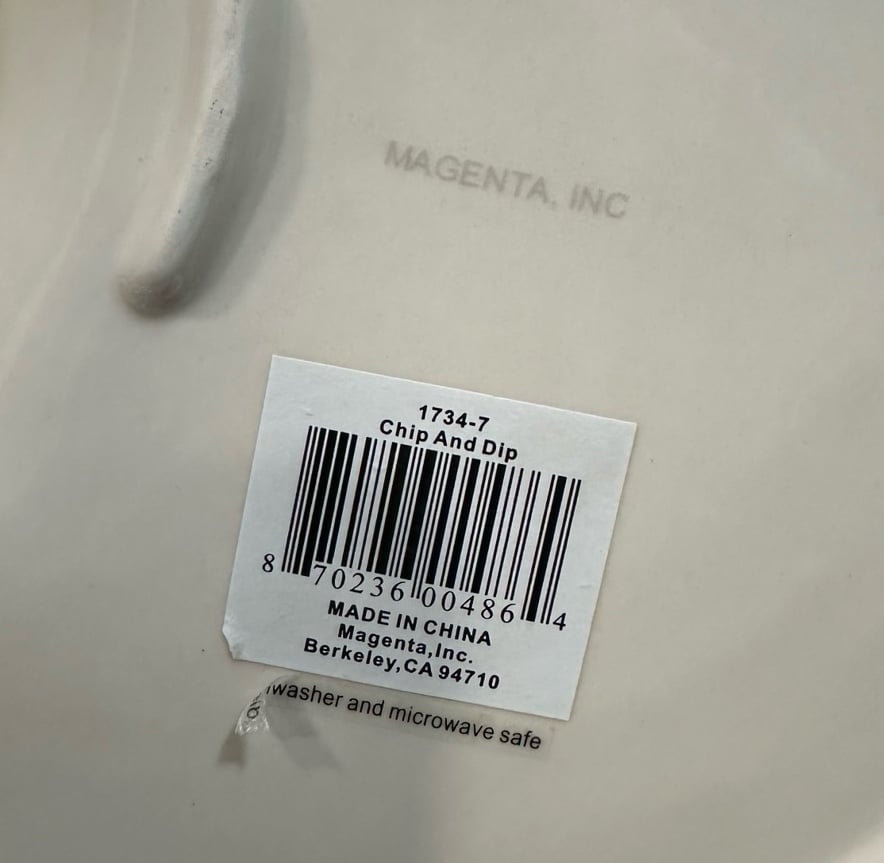 MAGENTA, INC
1734-7
Chip And Dip
8 70236 00486 4
MADE IN CHINA
Magenta,Inc.
Berkeley,CA 94710
and microwave safe